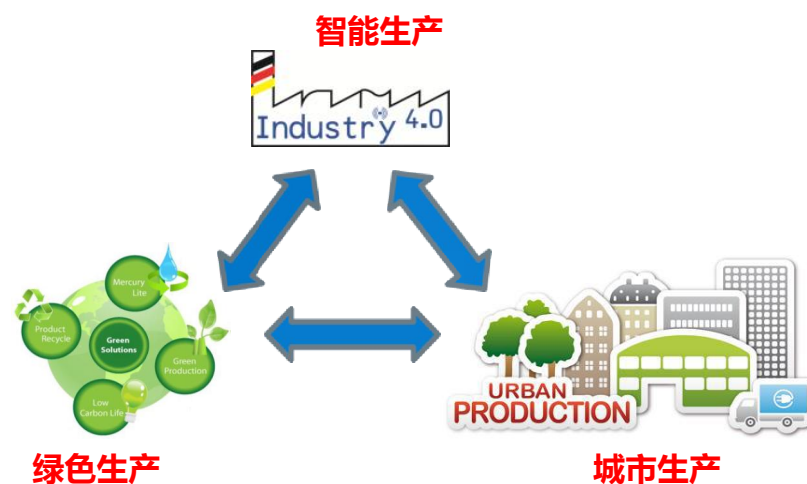 智能生产
Industry 4.0
Mercury
Lite
Product
Recycle
Green
Solutions
Green
Production
Low
Carbon Life
URBAN
PRODUCTION
绿色生产
城市生产